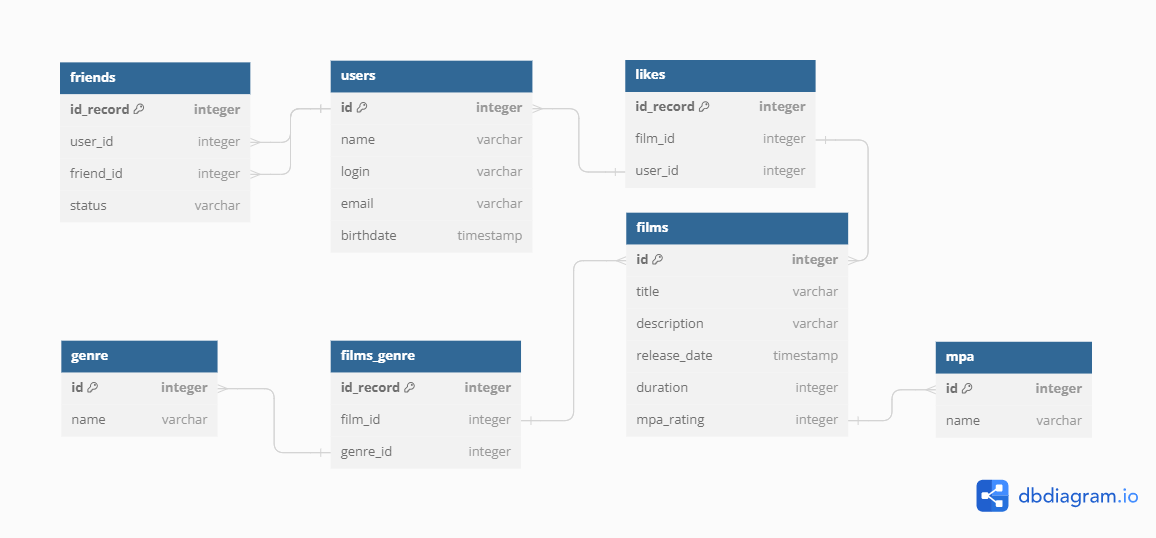 friends
id_record integer
user_id integer
friend_id integer
status varchar
users
id integer
name varchar
login varchar
email varchar
birthdate timestamp
likes
id_record integer
film_id integer
user_id integer
films
id integer
title varchar
description varchar
release_date timestamp
duration integer
mpa_rating integer
genre
id integer
name varchar
films_genre
id_record integer
film_id integer
genre_id integer
mpa
id integer
name varchar
dbdiagram.io